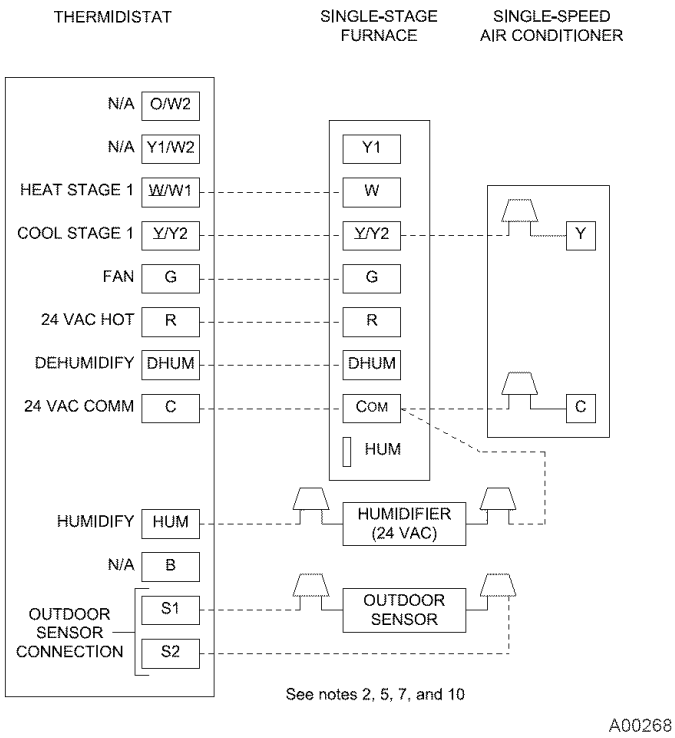 THERMIDISTAT
SINGLE-STAGE
FURNACE
SINGLE-SPEED
AIR CONDITIONER
N/A O/W2
N/A Y1/W2
Y1
HEAT STAGE 1 W/W1
W
COOL STAGE 1 Y/Y2
Y/Y2
Y
FAN G
G
24 VAC HOT R
R
DEHUMIDIFY DHUM
DHUM
24 VAC COMM C
COM
C
HUM
HUMIDIFY HUM
HUMIDIFIER
(24 VAC)
N/A B
OUTDOOR
SENSOR
CONNECTION
S1
S2
OUTDOOR
SENSOR
See notes 2, 5, 7, and 10
A00268